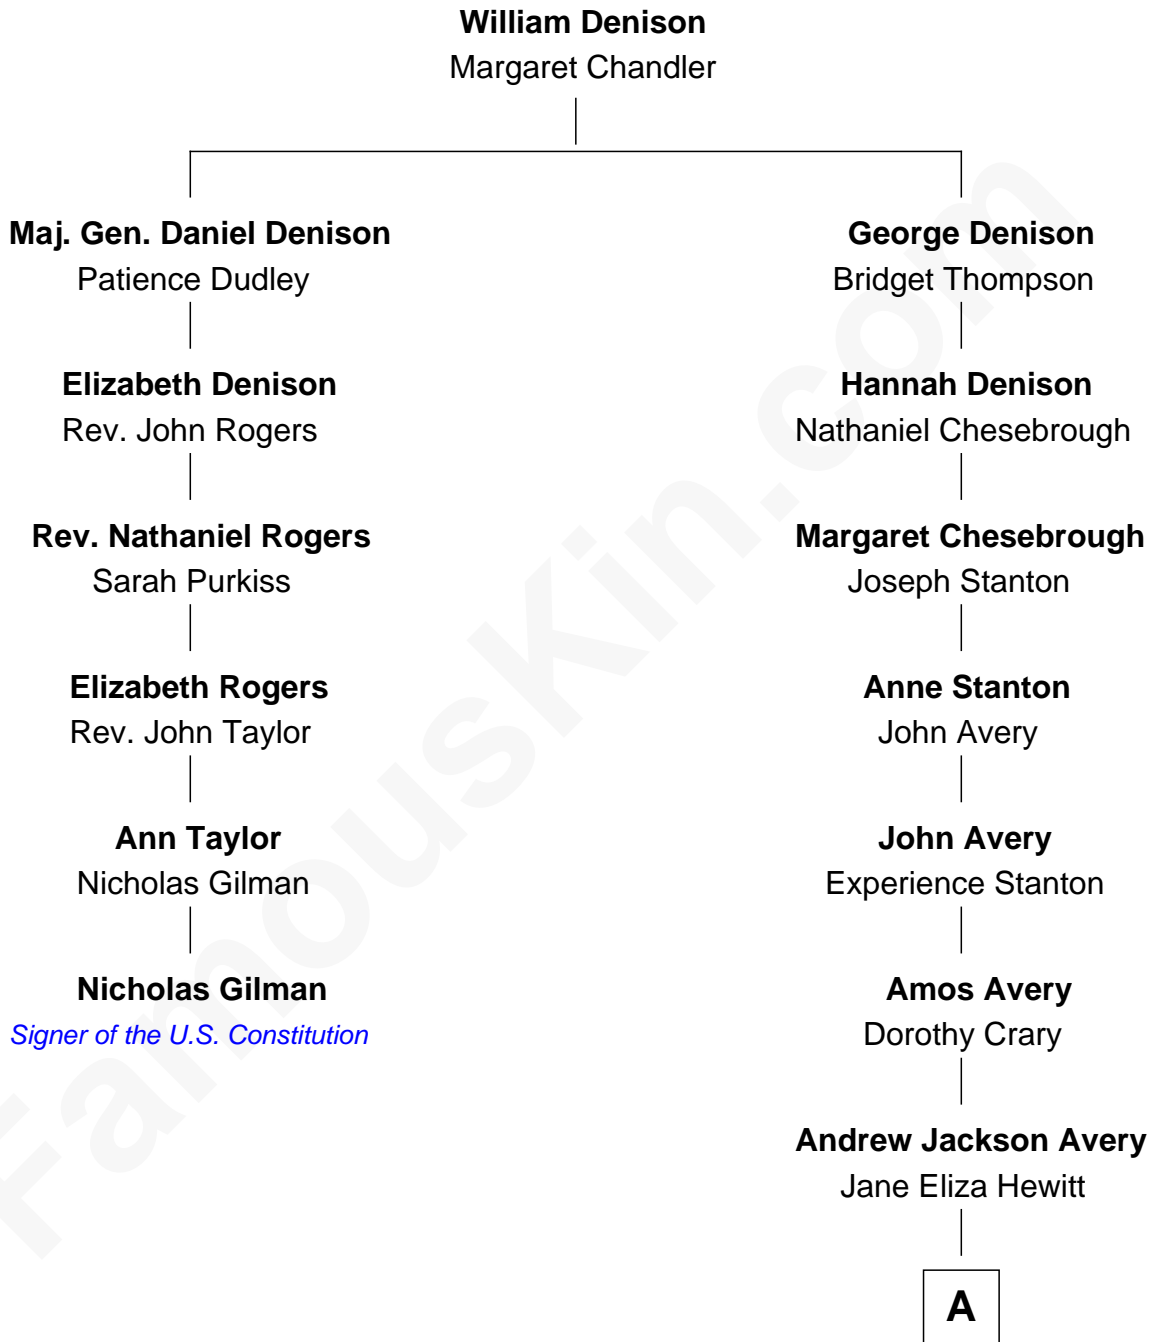 William Denison
Margaret Chandler
Maj. Gen. Daniel Denison
Patience Dudley
Elizabeth Denison
Rev. John Rogers
Rev. Nathaniel Rogers
Sarah Purkiss
Elizabeth Rogers
Rev. John Taylor
Ann Taylor
Nicholas Gilman
Nicholas Gilman
Signer of the U.S. Constitution
George Denison
Bridget Thompson
Hannah Denison
Nathaniel Chesebrough
Margaret Chesebrough
Joseph Stanton
Anne Stanton
John Avery
John Avery
Experience Stanton
Amos Avery
Dorothy Crary
Andrew Jackson Avery
Jane Eliza Hewitt
A
FamousKin.com